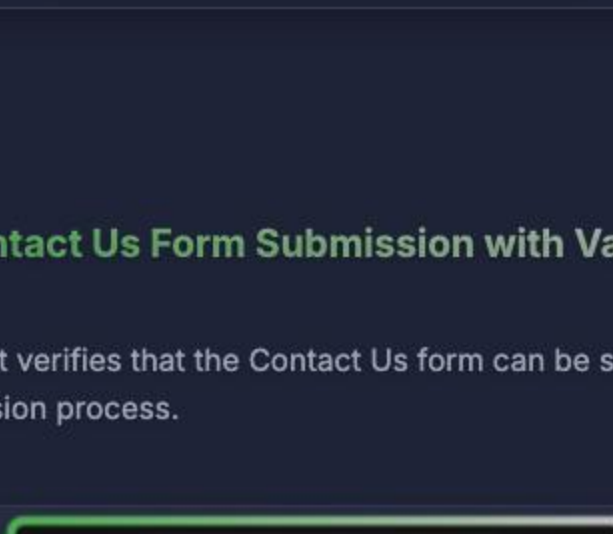 ntact Us Form Submission with Va
t verifies that the Contact Us form can be s
sion process.